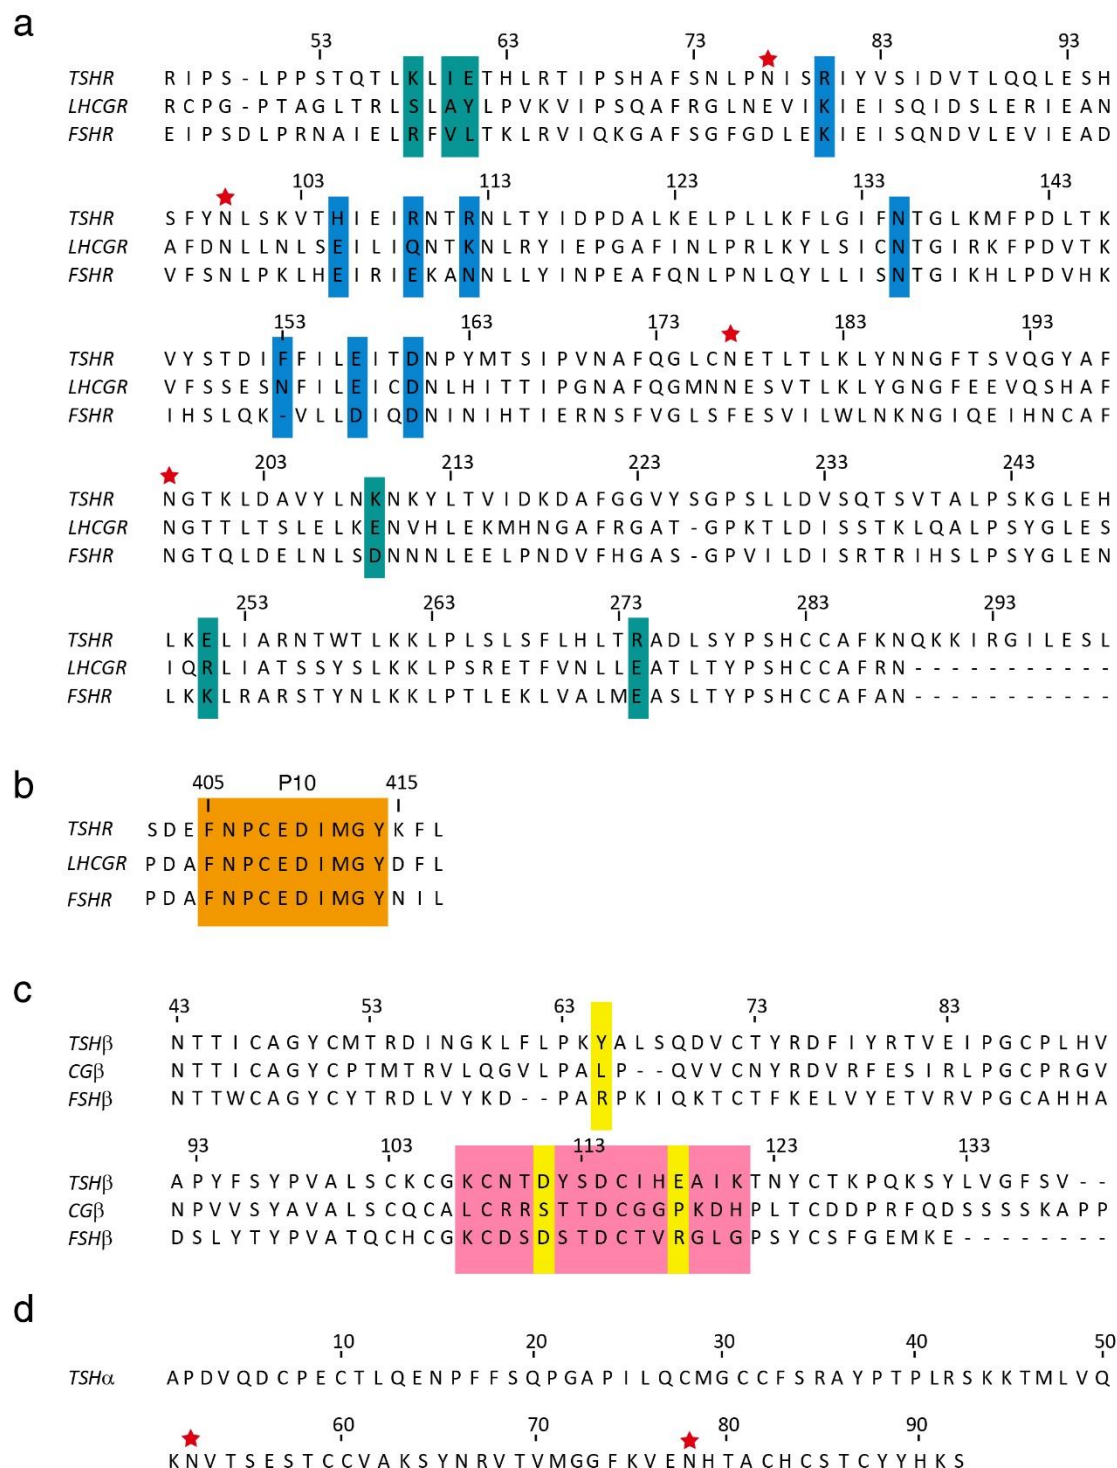 a
53 63 73 83 93
TSHR R I P S - L P P S T Q T L K L I E T H L R T I P S H A F S N L P N I S R I Y V S I D V T L Q Q L E S H
LHCGR R C P G - P T A G L T R L S L A Y L P V K V I P S Q A F R G L N E V I K I E I S Q I D S L E R I E A N
FSHR E I P S D L P R N A I E L R F V L T K L R V I Q K G A F S G F G D L E K I E I S Q N D V L E V I E A D
103 113 123 133 143
TSHR S F Y N L S K V T H I E I R N T R N L T Y I D P D A L K E L P L L K F L G I F N T G L K M F P D L T K
LHCGR A F D N L L N L S E I L I Q N T K N L R Y I E P G A F I N L P R L K Y L S I C N T G I R K F P D V T K
FSHR V F S N L P K L H E I R I E K A N N L L Y I N P E A F Q N L P N L Q Y L L I S N T G I K H L P D V H K
153 163 173 183 193
TSHR V Y S T D I F F I L E I T D N P Y M T S I P V N A F Q G L C N E T L T L K L Y N N G F T S V Q G Y A F
LHCGR V F S S E S N F I L E I C D N L H I T T I P G N A F Q G M N N E S V T L K L Y G N G F E E V Q S H A F
FSHR I H S L Q K - V L L D I Q D N I N I H T I E R N S F V G L S F E S V I L W L N K N G I Q E I H N C A F
203 213 223 233 243
TSHR N G T K L D A V Y L N K N K Y L T V I D K D A F G G V Y S G P S L L D V S Q T S V T A L P S K G L E H
LHCGR N G T T L T S L E L K E N V H L E K M H N G A F R G A T - G P K T L D I S S T K L Q A L P S Y G L E S
FSHR N G T Q L D E L N L S D N N N L E E L P N D V F H G A S - G P V I L D I S R T R I H S L P S Y G L E N
253 263 273 283 293
TSHR L K E L I A R N T W T L K K L P L S L S F L H L T R A D L S Y P S H C C A F K N Q K K I R G I L E S L
LHCGR I Q R L I A T S S Y S L K K L P S R E T F V N L L E A T L T Y P S H C C A F R N - - - - - - - - - - -
FSHR L K K L R A R S T Y N L K K L P T L E K L V A L M E A S L T Y P S H C C A F A N - - - - - - - - - - -
b
405 P10 415
TSHR S D E F N P C E D I M G Y K F L
LHCGR P D A F N P C E D I M G Y D F L
FSHR P D A F N P C E D I M G Y N I L
c
43 53 63 73 83
TSHβ N T T I C A G Y C M T R D I N G K L F L P K Y A L S Q D V C T Y R D F I Y R T V E I P G C P L H V
CGβ N T T I C A G Y C P T M T R V L Q G V L P A L P - - Q V V C N Y R D V R F E S I R L P G C P R G V
FSHβ N T T W C A G Y C Y T R D L V Y K D - - P A R P K I Q K T C T F K E L V Y E T V R V P G C A H H A
93 103 113 123 133
TSHβ A P Y F S Y P V A L S C K C G K C N T D Y S D C I H E A I K T N Y C T K P Q K S Y L V G F S V - -
CGβ N P V V S Y A V A L S C Q C A L C R R S T T D C G G P K D H P L T C D D P R F Q D S S S S K A P P
FSHβ D S L Y T Y P V A T Q C H C G K C D S D S T D C T V R G L G P S Y C S F G E M K E - - - - - - - -
d
10 20 30 40 50
TSHα A P D V Q D C P E C T L Q E N P F F S Q P G A P I L Q C M G C C F S R A Y P T P L R S K K T M L V Q
60 70 80 90
K N V T S E S T C C V A K S Y N R V T V M G G F K V E N H T A C H C S T C Y Y H K S